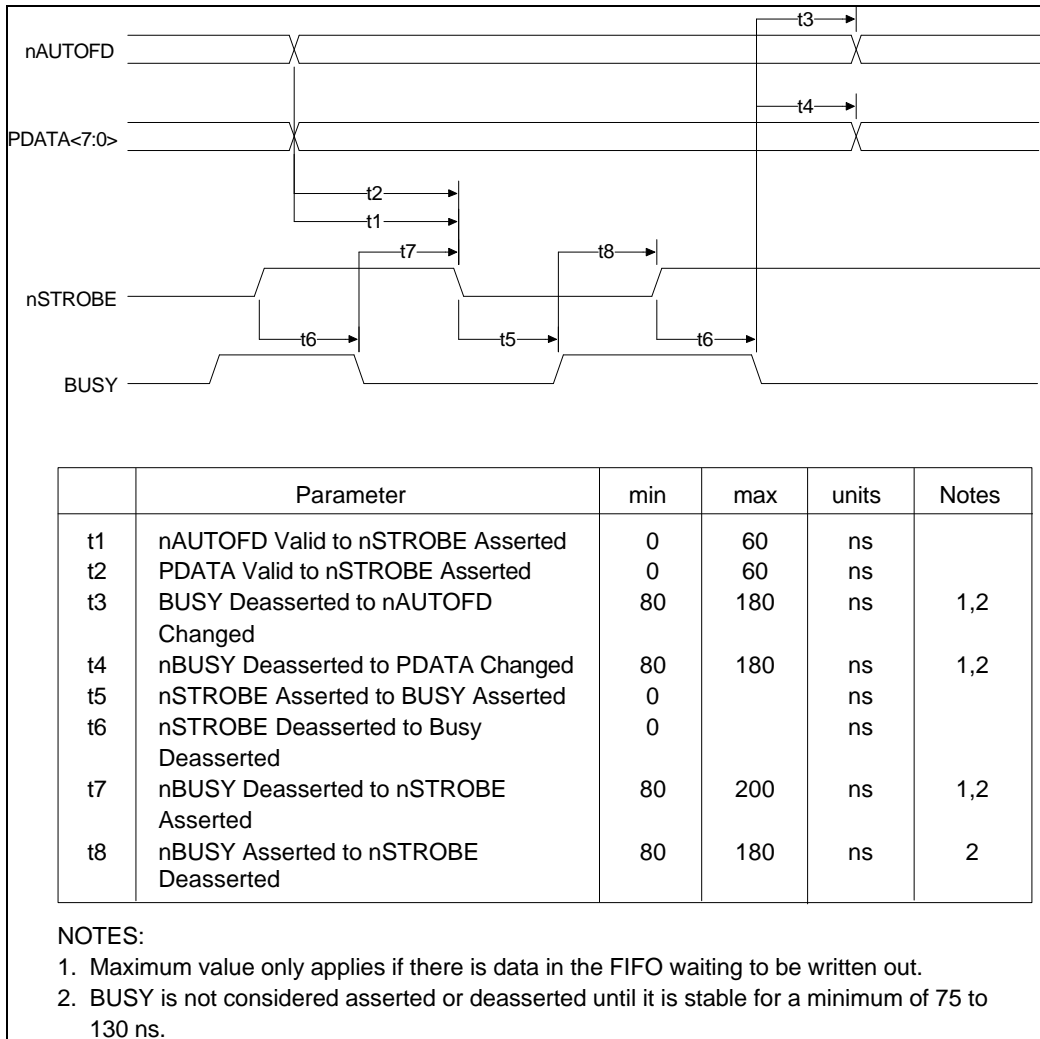 t3
nAUTOFD
t4
PDATA<7:0>
t2
t1
t7
t8
nSTROBE
t6
t5
t6
BUSY
Parameter min max units Notes
t1 nAUTOFD Valid to nSTROBE Asserted 0 60 ns
t2 PDATA Valid to nSTROBE Asserted 0 60 ns
t3 BUSY Deasserted to nAUTOFD 80 180 ns 1,2
Changed
t4 nBUSY Deasserted to PDATA Changed 80 180 ns 1,2
t5 nSTROBE Asserted to BUSY Asserted 0 ns
t6 nSTROBE Deasserted to Busy 0 ns
Deasserted
t7 nBUSY Deasserted to nSTROBE 80 200 ns 1,2
Asserted
t8 nBUSY Asserted to nSTROBE 80 180 ns 2
Deasserted
NOTES:
1. Maximum value only applies if there is data in the FIFO waiting to be written out.
2. BUSY is not considered asserted or deasserted until it is stable for a minimum of 75 to
130 ns.